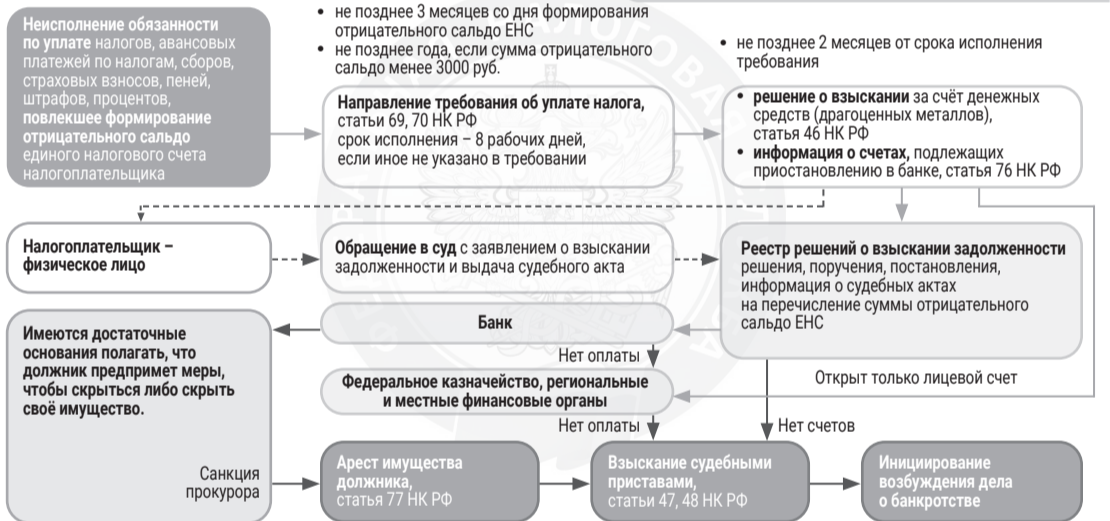 Неисполнение обязанности
по уплате налогов, авансовых
платежей по налогам, сборов,
страховых взносов, пеней,
штрафов, процентов,
повлекшее формирование
отрицательного сальдо
единого налогового счета
налогоплательщика
• не позднее 3 месяцев со дня формирования
отрицательного сальдо ЕНС
• не позднее года, если сумма отрицательного
сальдо менее 3000 руб.
Направление требования об уплате налога,
статьи 69, 70 НК РФ
срок исполнения – 8 рабочих дней,
если иное не указано в требовании
• не позднее 2 месяцев от срока исполнения
требования
• решение о взыскании за счёт денежных
средств (драгоценных металлов),
статья 46 НК РФ
• информация о счетах, подлежащих
приостановлению в банке, статья 76 НК РФ
Налогоплательщик –
физическое лицо
Обращение в суд с заявлением о взыскании
задолженности и выдача судебного акта
Реестр решений о взыскании задолженности
решения, поручения, постановления,
информация о судебных актах
на перечисление суммы отрицательного
сальдо ЕНС
Имеются достаточные
основания полагать, что
должник предпримет меры,
чтобы скрыться либо скрыть
своё имущество.
Санкция
прокурора
Банк
Нет оплаты
Федеральное казначейство, региональные
и местные финансовые органы
Открыт только лицевой счет
Нет оплаты
Нет счетов
Арест имущества
должника,
статья 77 НК РФ
Взыскание судебными
приставами,
статьи 47, 48 НК РФ
Инициирование
возбуждения дела
о банкротстве